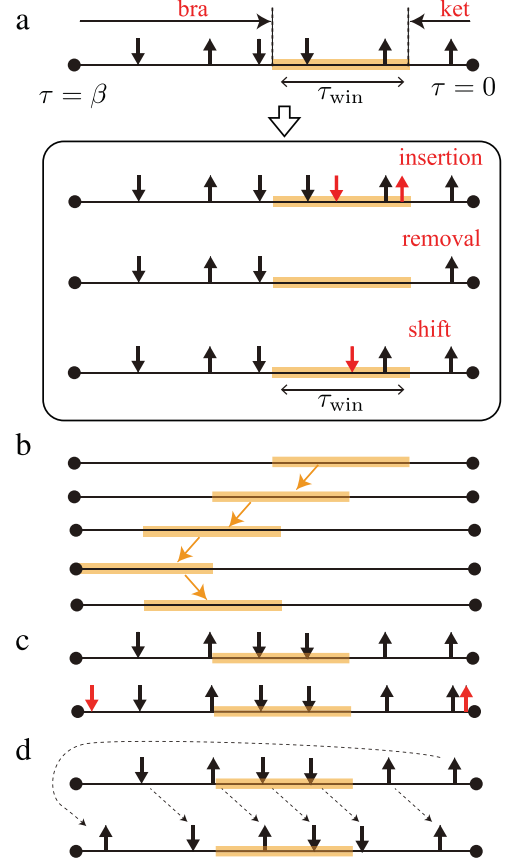 a
bra
ket
τ = β
τ_win
τ = 0
insertion
removal
shift
τ_win
b
c
d